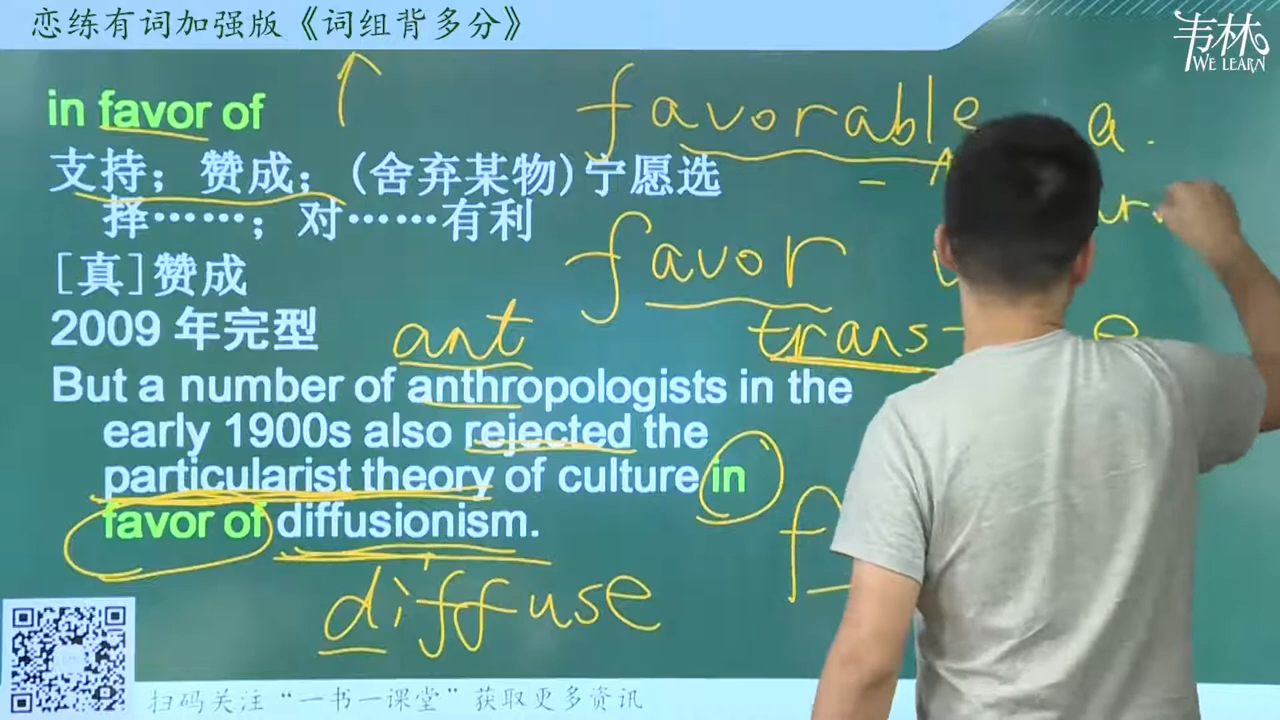 恋练有词加强版《词组背多分》
韦林
WE LEARN
in favor of
favorable a.
支持；赞成；(舍弃某物)宁愿选
择……；对……有利
favor
[真]赞成
2009 年完型
ant
trans-
But a number of anthropologists in the
early 1900s also rejected the
particularist theory of culture in
favor of diffusionism.
diffuse
扫码关注“一书一课堂”获取更多资讯